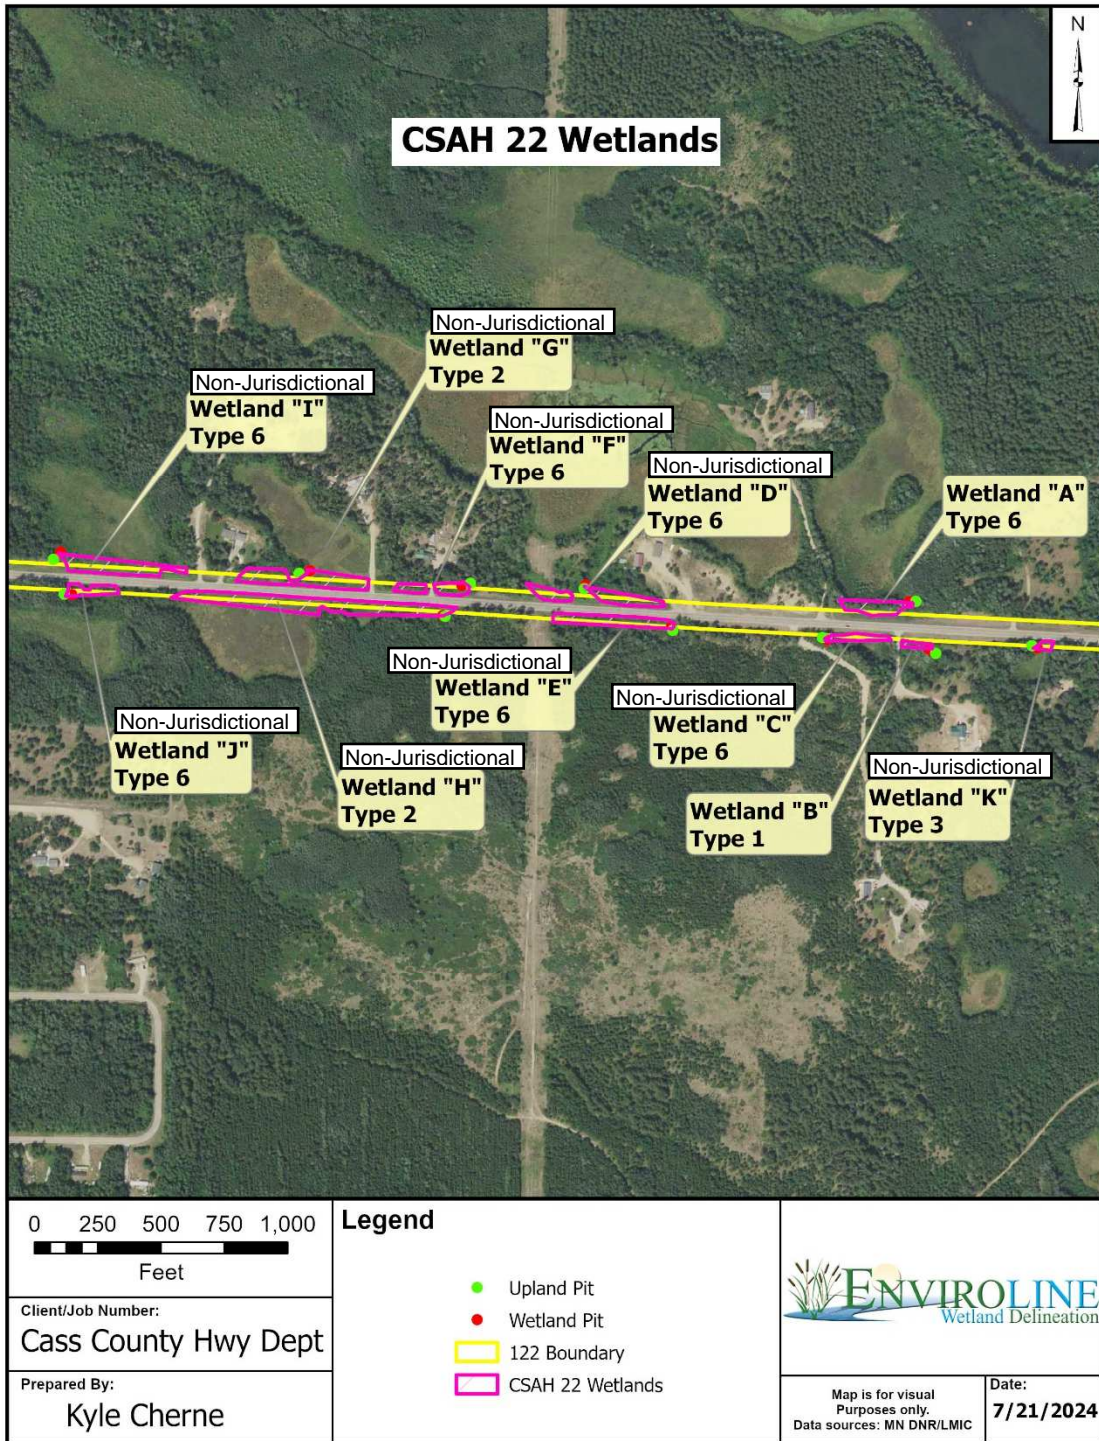 N
CSAH 22 Wetlands
Non-Jurisdictional
Wetland "G"
Type 2
Non-Jurisdictional
Wetland "I"
Type 6
Non-Jurisdictional
Wetland "F"
Type 6
Non-Jurisdictional
Wetland "D"
Type 6
Wetland "A"
Type 6
Non-Jurisdictional
Wetland "E"
Type 6
Non-Jurisdictional
Wetland "C"
Type 6
Non-Jurisdictional
Wetland "J"
Type 6
Non-Jurisdictional
Wetland "H"
Type 2
Wetland "B"
Type 1
Non-Jurisdictional
Wetland "K"
Type 3
0 250 500 750 1,000
Feet
Client/Job Number:
Cass County Hwy Dept
Prepared By:
Kyle Cherne
Legend
Upland Pit
Wetland Pit
122 Boundary
CSAH 22 Wetlands
ENVIROLINE
Wetland Delineation
Map is for visual
Purposes only.
Data sources: MN DNR/LMIC
Date:
7/21/2024